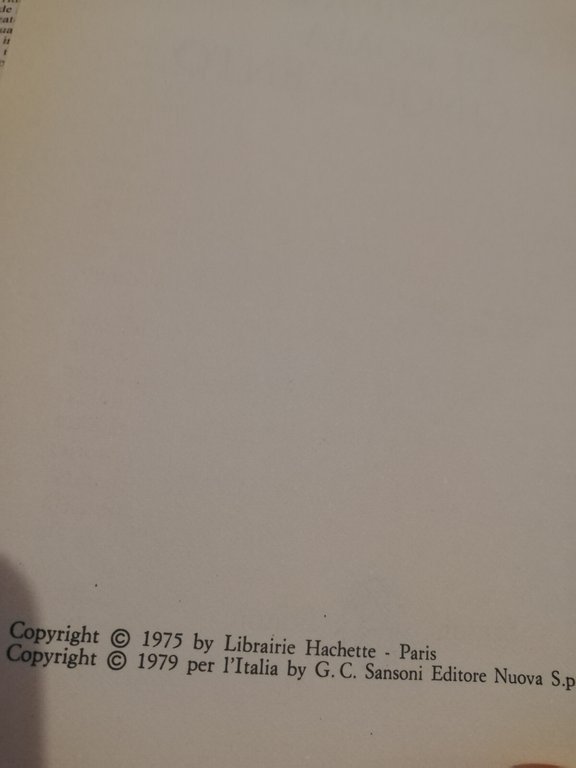 Copyright © 1975 by Librairie Hachette - Paris
Copyright © 1979 per l'Italia by G. C. Sansoni Editore Nuova S.p